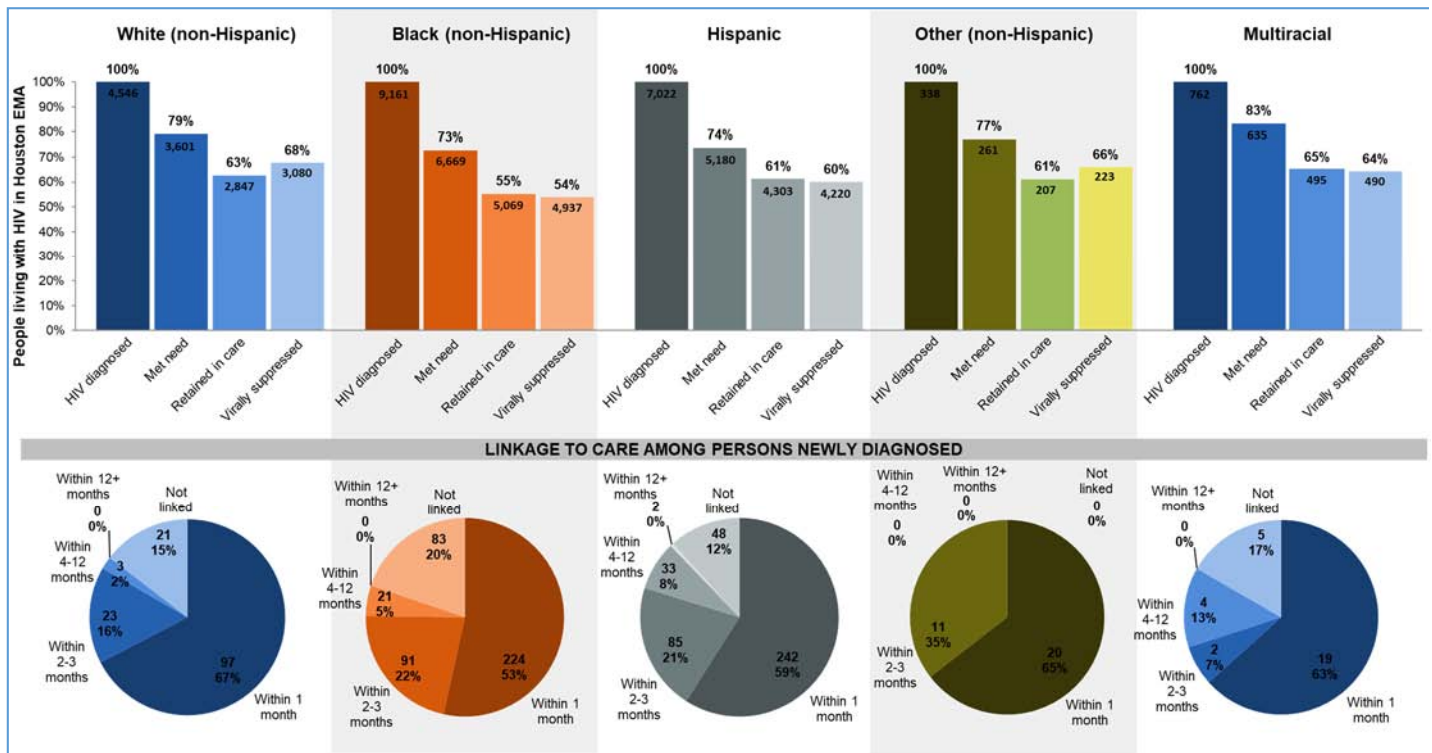 White (non-Hispanic)
Black (non-Hispanic)
Hispanic
Other (non-Hispanic)
Multiracial
People living with HIV in Houston EMA
100%
90%
80%
70%
60%
50%
40%
30%
20%
10%
0%
100%
4,546
79%
3,601
63%
2,847
68%
3,080
HIV diagnosed
Met need
Retained in care
Virally suppressed
100%
9,161
73%
6,669
55%
5,069
54%
4,937
HIV diagnosed
Met need
Retained in care
Virally suppressed
100%
7,022
74%
5,180
61%
4,303
60%
4,220
HIV diagnosed
Met need
Retained in care
Virally suppressed
100%
338
77%
261
61%
207
66%
223
HIV diagnosed
Met need
Retained in care
Virally suppressed
100%
762
83%
635
65%
495
64%
490
HIV diagnosed
Met need
Retained in care
Virally suppressed
LINKAGE TO CARE AMONG PERSONS NEWLY DIAGNOSED
Within 12+
months
0
0%
Not
linked
21
15%
Within
4-12
months
3
2%
Within
2-3
months
23
16%
97
67%
Within 1
month
Within 12+
months
0
0%
Not
linked
83
20%
Within
4-12
months
21
5%
Within
2-3
months
91
22%
224
53%
Within 1
month
Within 12+
months
2
0%
Not
linked
48
12%
Within
4-12
months
33
8%
Within
2-3
months
85
21%
242
59%
Within 1
month
Within
4-12
months
0
0%
Within 12+
months
0
0%
Not
linked
0
0%
Within
2-3
months
11
35%
20
65%
Within 1
month
Within 12+
months
0
0%
Not
linked
5
17%
Within
4-12
months
4
13%
Within
2-3
months
2
7%
19
63%
Within 1
month